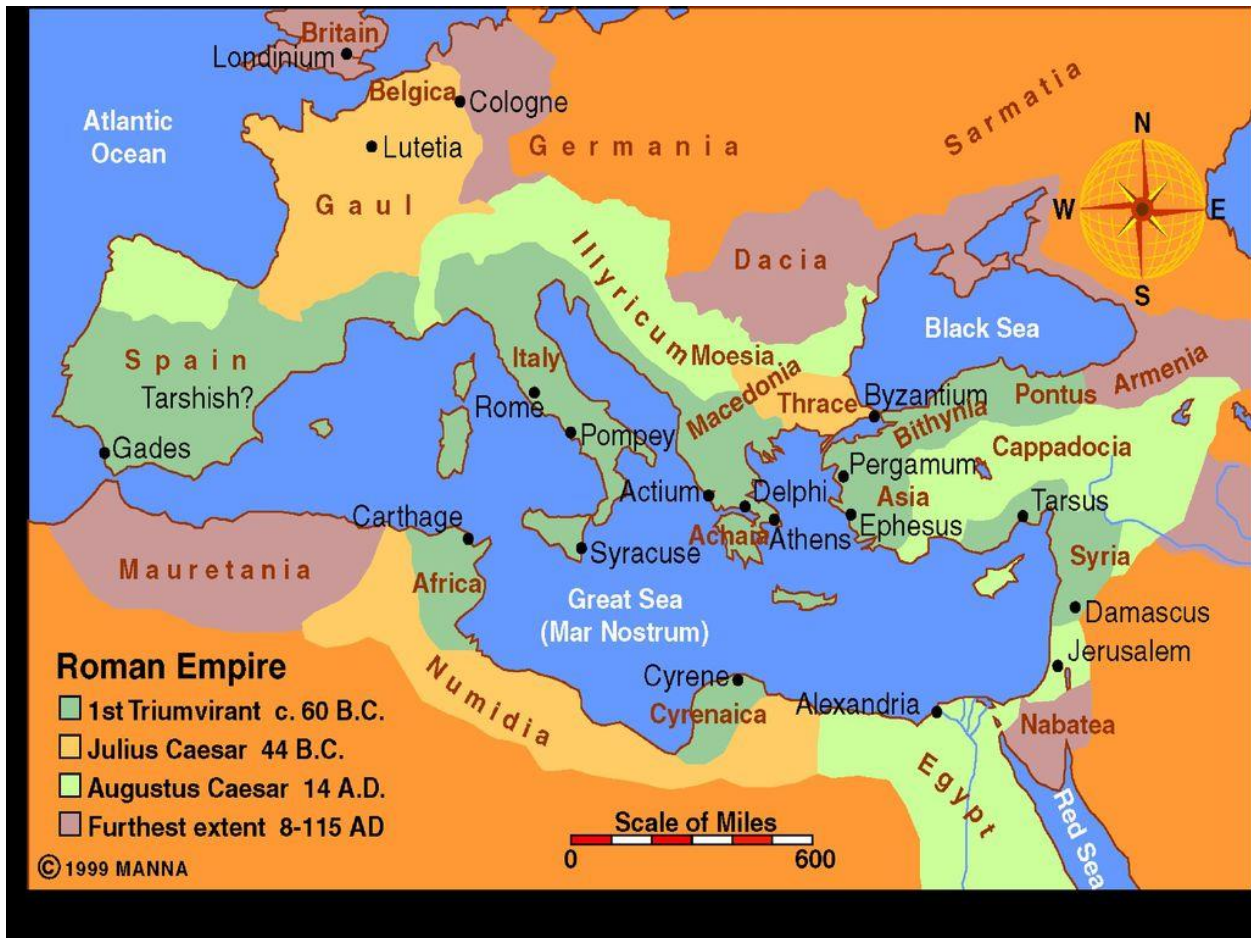 Britain
Londinium
Belgica
Cologne
Atlantic
Ocean
Lutetia
Germania
Sarmatia
N
W
E
S
Gaul
Illyricum
Dacia
Black Sea
Spain
Tarshish?
Italy
Moesia
Macedonia
Thrace
Byzantium
Bithynia
Pontus
Armenia
Rome
Pompey
Gades
Cappadocia
Pergamum
Asia
Actium
Delphi
Ephesus
Tarsus
Carthage
Syracuse
Achaia
Athens
Mauretania
Africa
Syria
Great Sea
(Mar Nostrum)
Damascus
Jerusalem
Numidia
Cyrene
Cyrenaica
Alexandria
Nabatea
Egypt
Red Sea
Roman Empire
1st Triumvirant c. 60 B.C.
Julius Caesar 44 B.C.
Augustus Caesar 14 A.D.
Furthest extent 8-115 AD
© 1999 MANNA
Scale of Miles
0 600